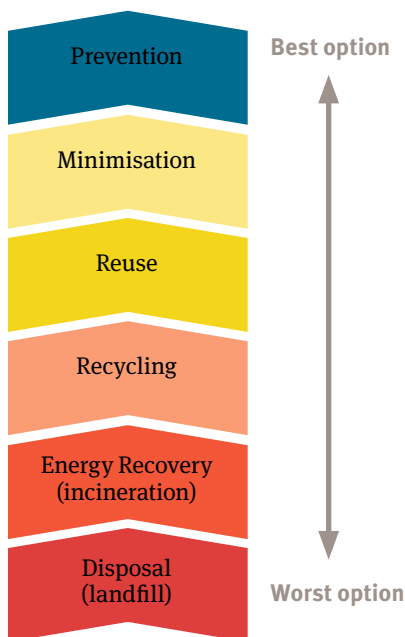 Prevention
Best option
Minimisation
Reuse
Recycling
Energy Recovery
(incineration)
Disposal
(landfill)
Worst option